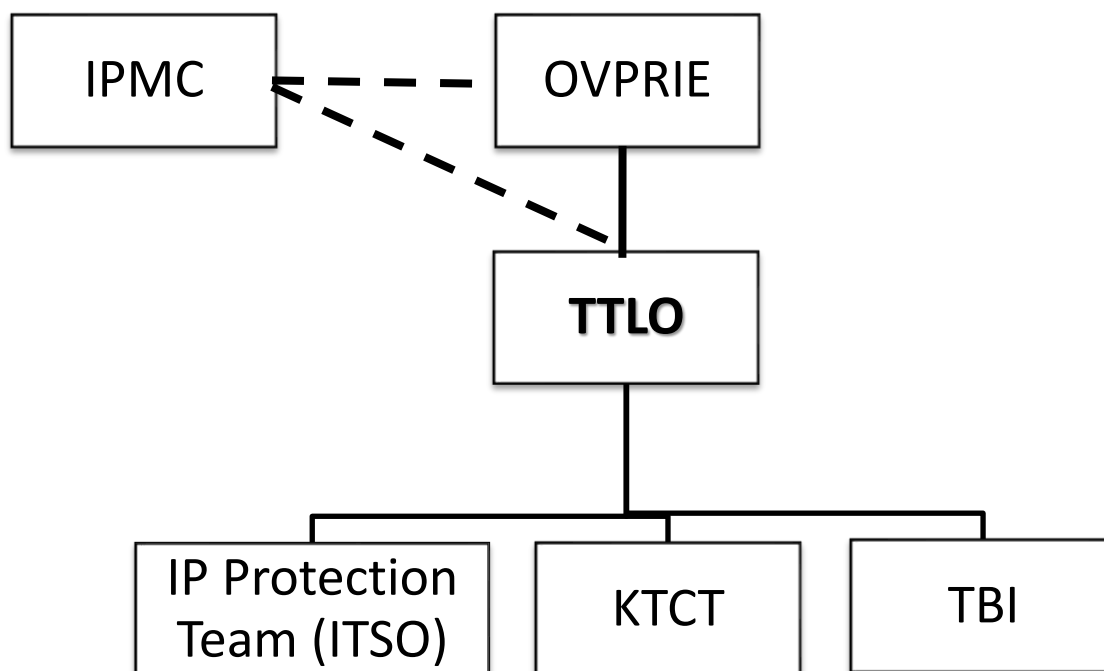 IPMC
OVPRIE
TTLO
IP Protection
Team (ITSO)
KTCT
TBI